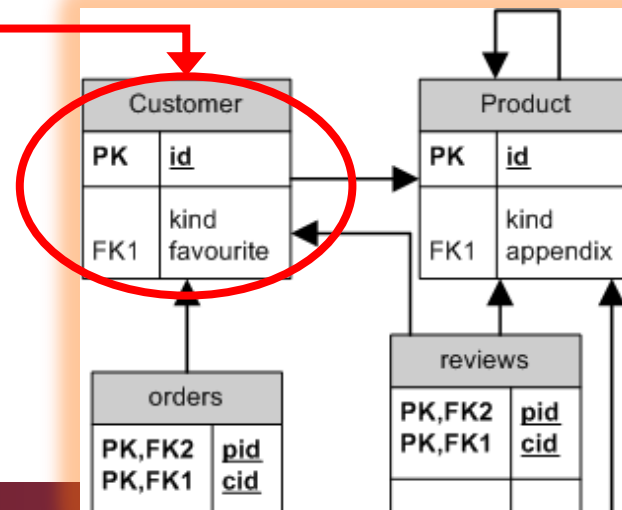 Customer
PK id
kind
FK1 favourite
Product
PK id
kind
FK1 appendix
orders
PK,FK2 pid
PK,FK1 cid
reviews
PK,FK2 pid
PK,FK1 cid